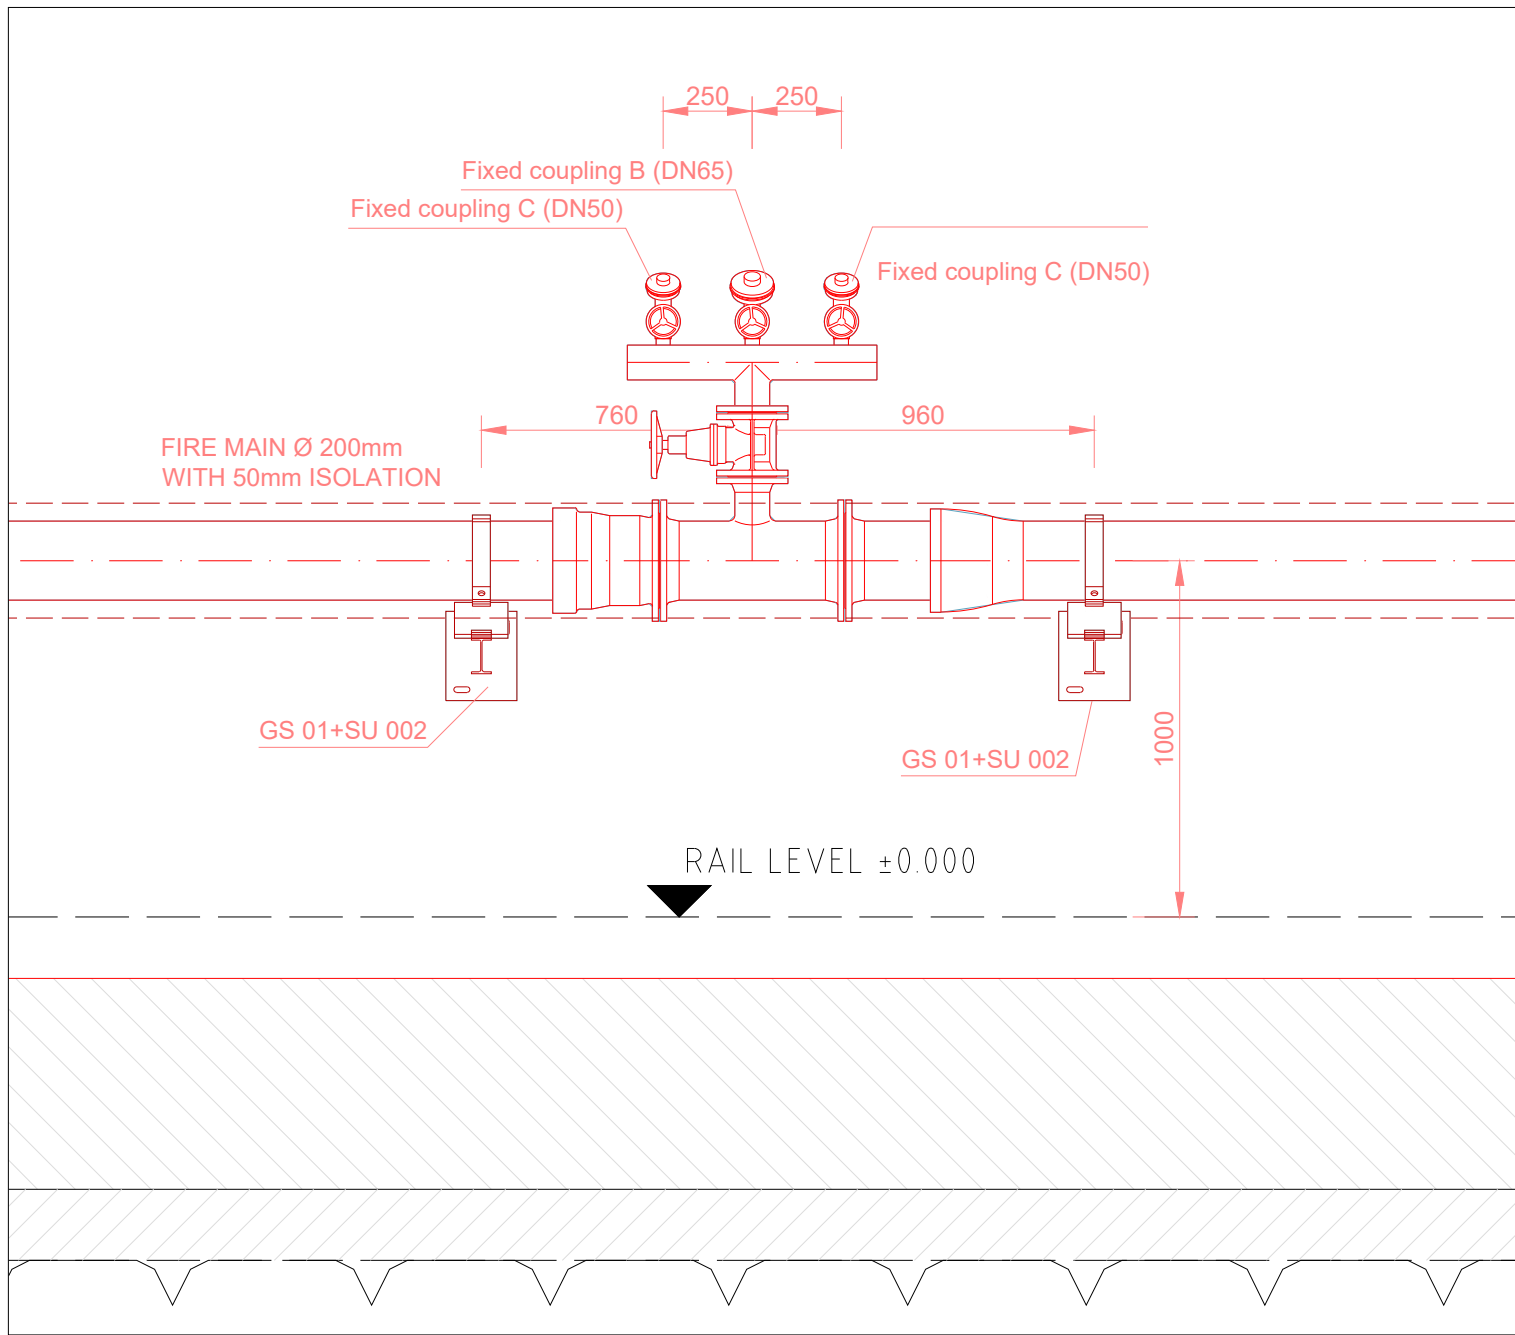 250
250
Fixed coupling B (DN65)
Fixed coupling C (DN50)
Fixed coupling C (DN50)
760
960
FIRE MAIN Ø 200mm
WITH 50mm ISOLATION
GS 01+SU 002
GS 01+SU 002
1000
RAIL LEVEL ±0.000